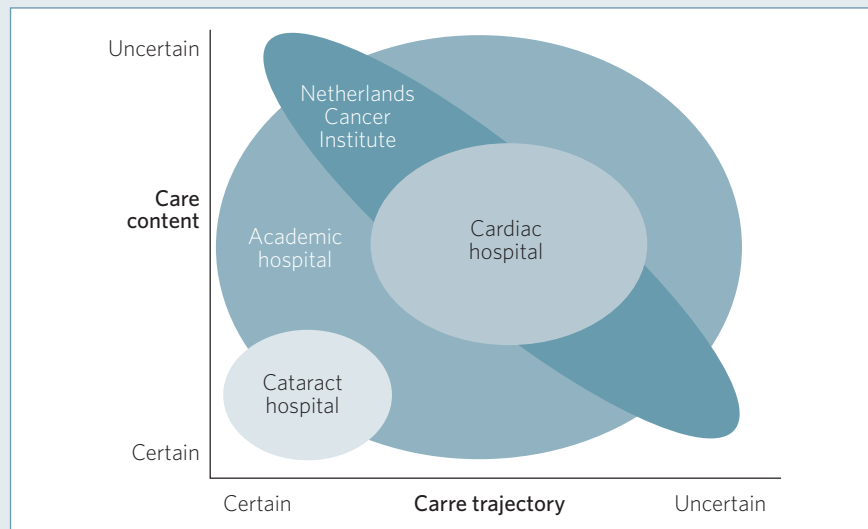 Uncertain
Netherlands
Cancer
Institute
Care
content
Academic
hospital
Cardiac
hospital
Cataract
hospital
Certain
Certain
Carre trajectory
Uncertain